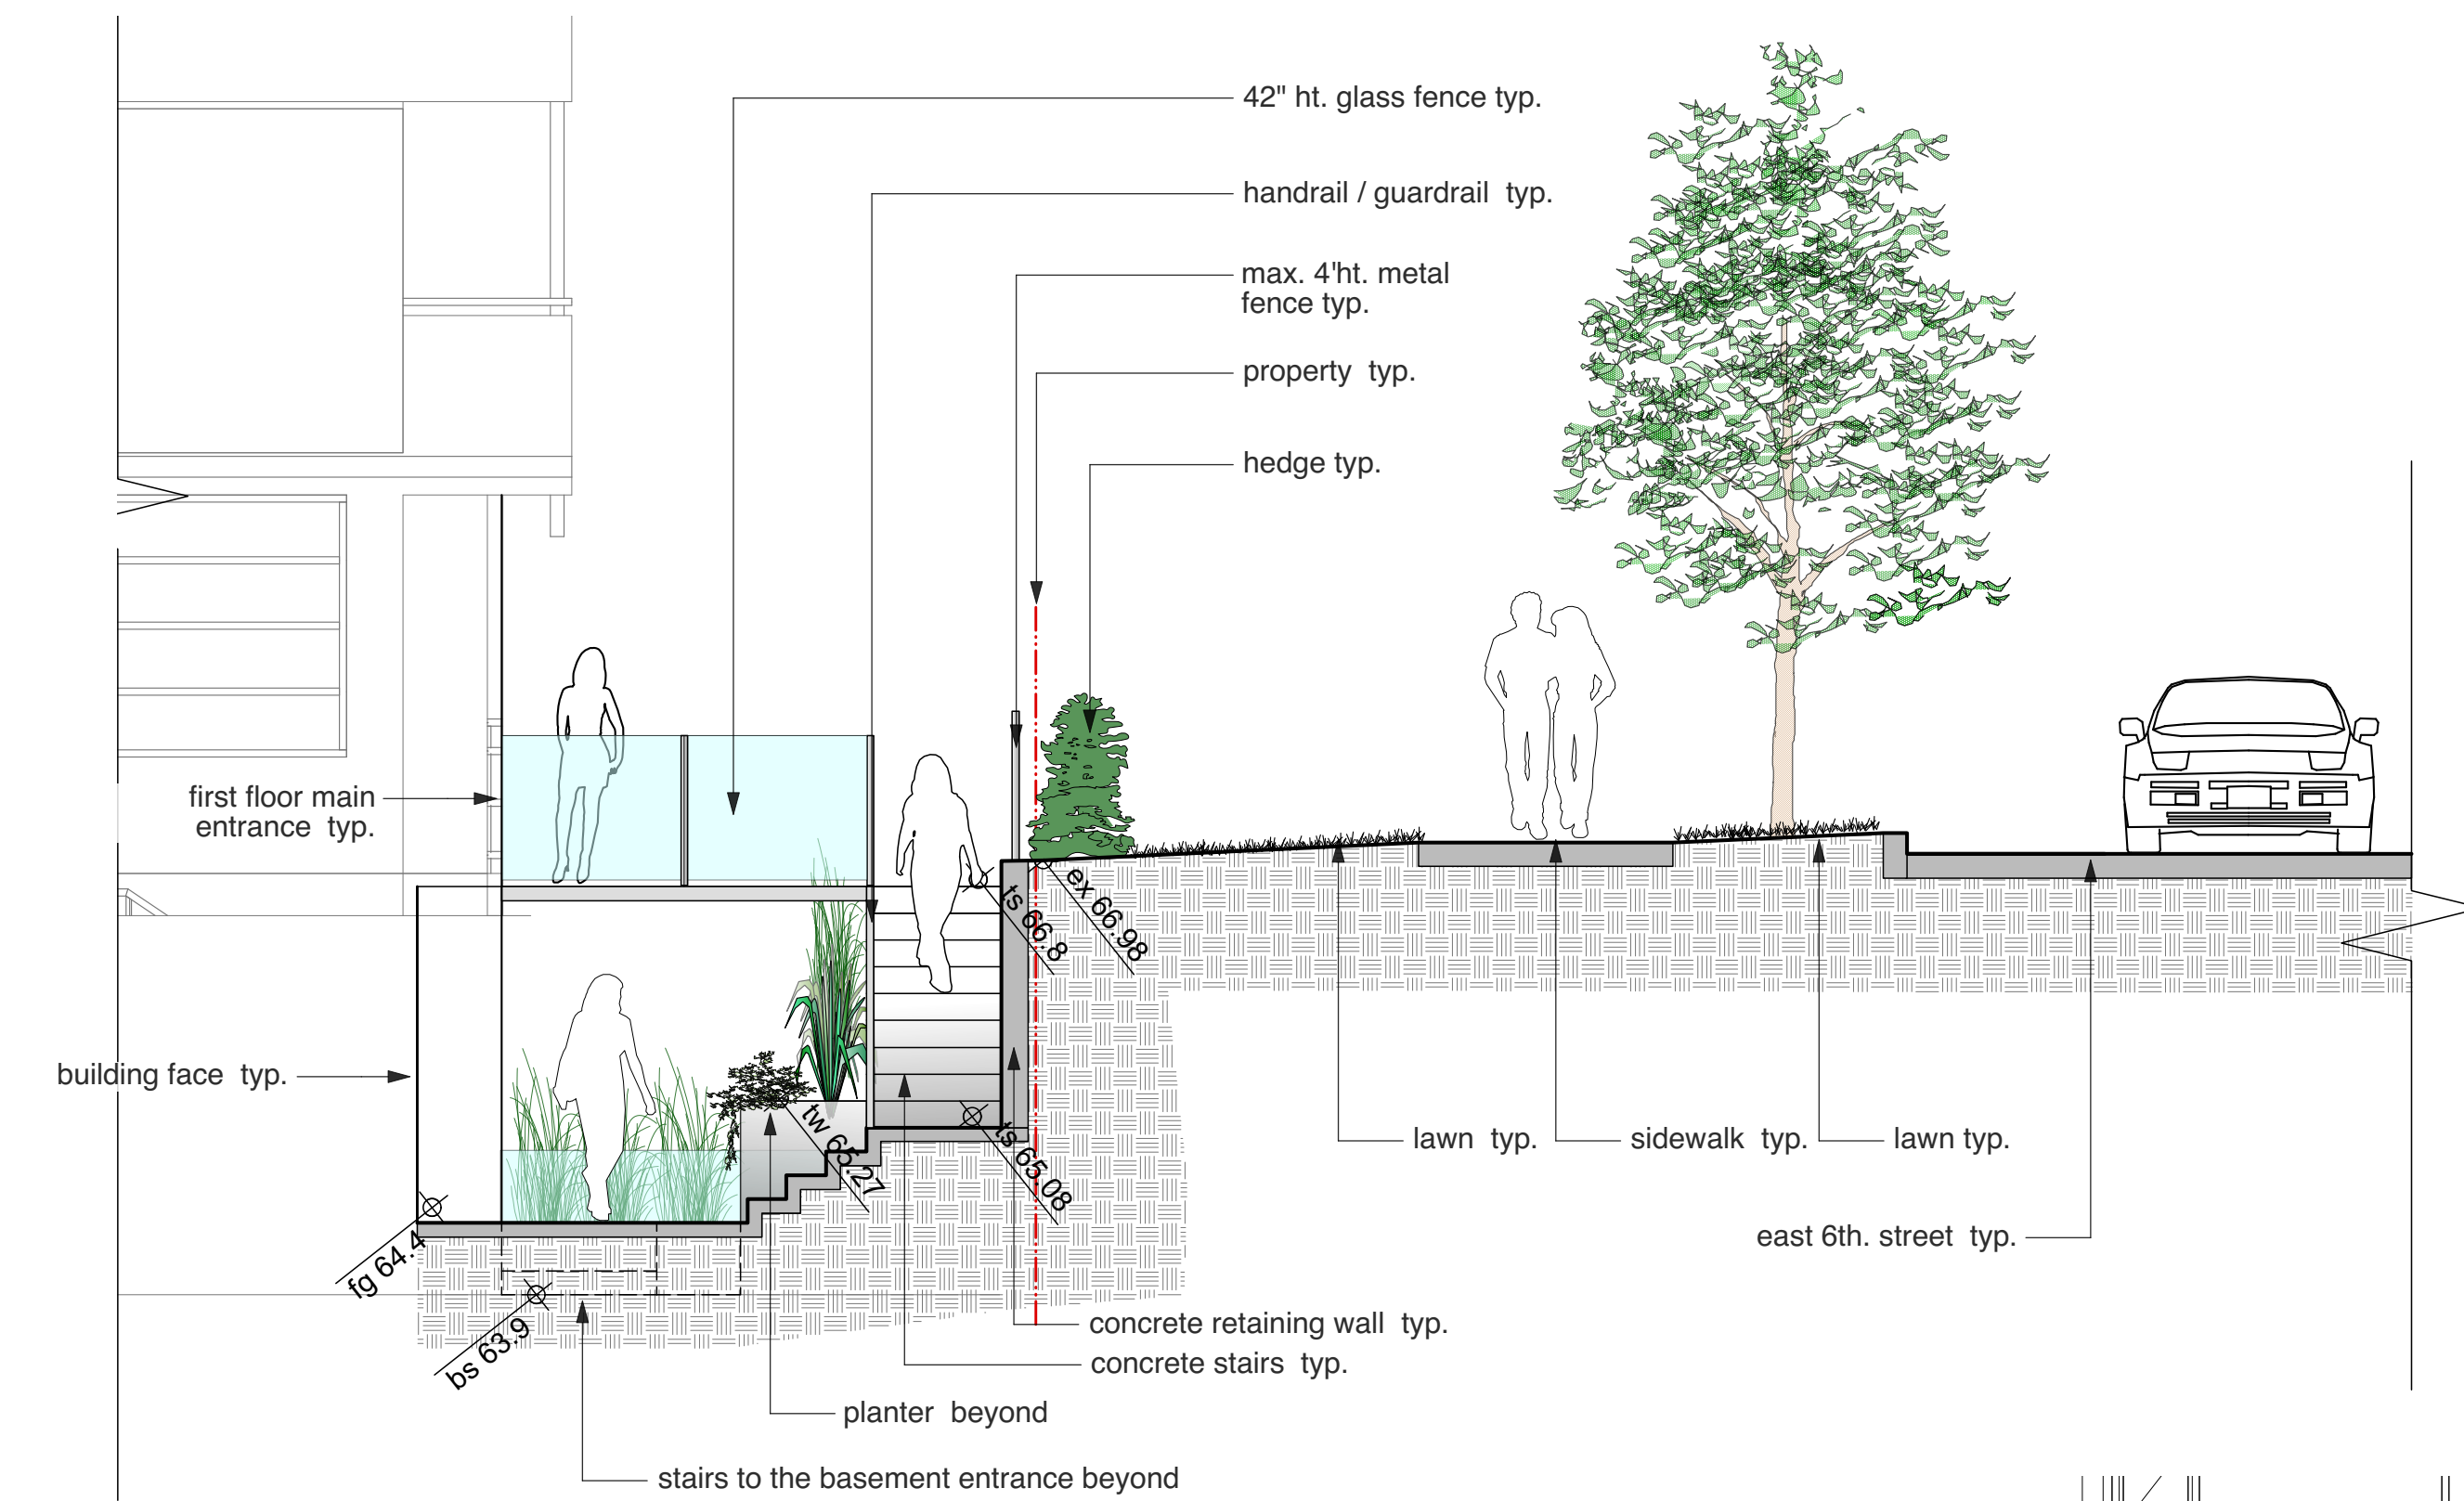 42" ht. glass fence typ.
handrail / guardrail typ.
max. 4'ht. metal
fence typ.
property typ.
hedge typ.
first floor main
entrance typ.
ts 66.8
ex 66.98
building face typ.
tw 65.27
ts 65.08
lawn typ.
sidewalk typ.
lawn typ.
fg 64.4
east 6th. street typ.
bs 63.9
concrete retaining wall typ.
concrete stairs typ.
planter beyond
stairs to the basement entrance beyond